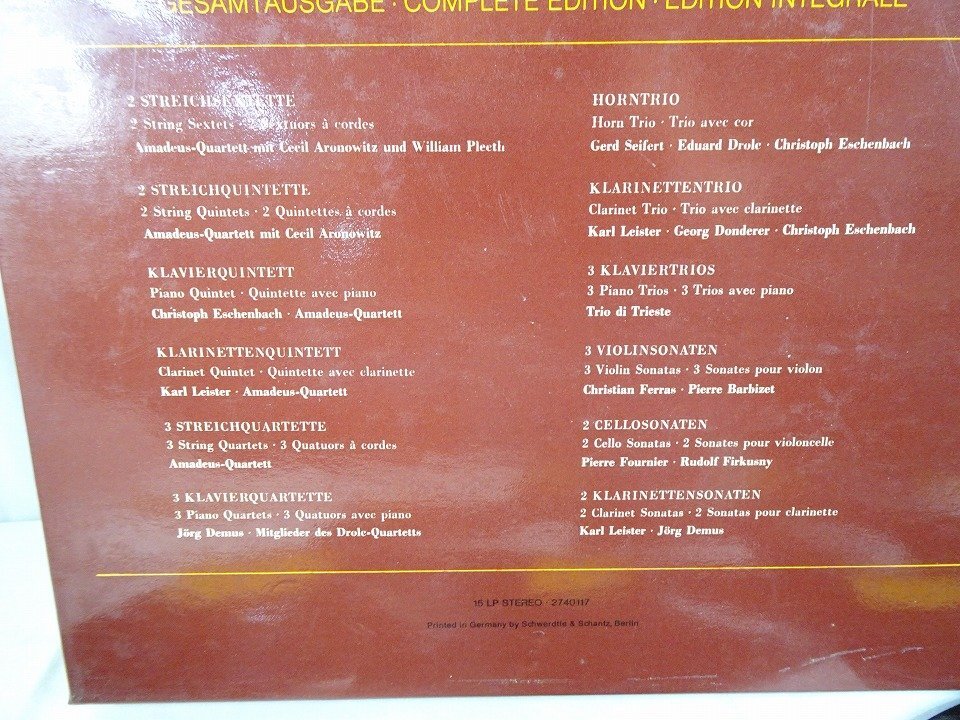 GESAMTAUSGABE · COMPLETE EDITION · EDITION INTEGRALE
2 STREICHSEXTETTE
2 String Sextets · 2 Sextuors à cordes
Amadeus-Quartett mit Cecil Aronowitz und William Pleeth
2 STREICHQUINTETTE
2 String Quintets · 2 Quintettes à cordes
Amadeus-Quartett mit Cecil Aronowitz
KLAVIERQUINTETT
Piano Quintet · Quintette avec piano
Christoph Eschenbach · Amadeus-Quartett
KLARINETTENQUINTETT
Clarinet Quintet · Quintette avec clarinette
Karl Leister · Amadeus-Quartett
3 STREICHQUARTETTE
3 String Quartets · 3 Quatuors à cordes
Amadeus-Quartett
3 KLAVIERQUARTETTE
3 Piano Quartets · 3 Quatuors avec piano
Jörg Demus · Mitglieder des Drolc-Quartetts
HORNTRIO
Horn Trio · Trio avec cor
Gerd Seifert · Eduard Drolc · Christoph Eschenbach
KLARINETTENTRIO
Clarinet Trio · Trio avec clarinette
Karl Leister · Georg Donderer · Christoph Eschenbach
3 KLAVIERTRIOS
3 Piano Trios · 3 Trios avec piano
Trio di Trieste
3 VIOLINSONATEN
3 Violin Sonatas · 3 Sonates pour violon
Christian Ferras · Pierre Barbizet
2 CELLOSONATEN
2 Cello Sonatas · 2 Sonates pour violoncelle
Pierre Fournier · Rudolf Firkusny
2 KLARINETTENSONATEN
2 Clarinet Sonatas · 2 Sonatas pour clarinette
Karl Leister · Jörg Demus
15 LP STEREO · 2740117
Printed in Germany by Schwerdtle & Schantz, Berlin